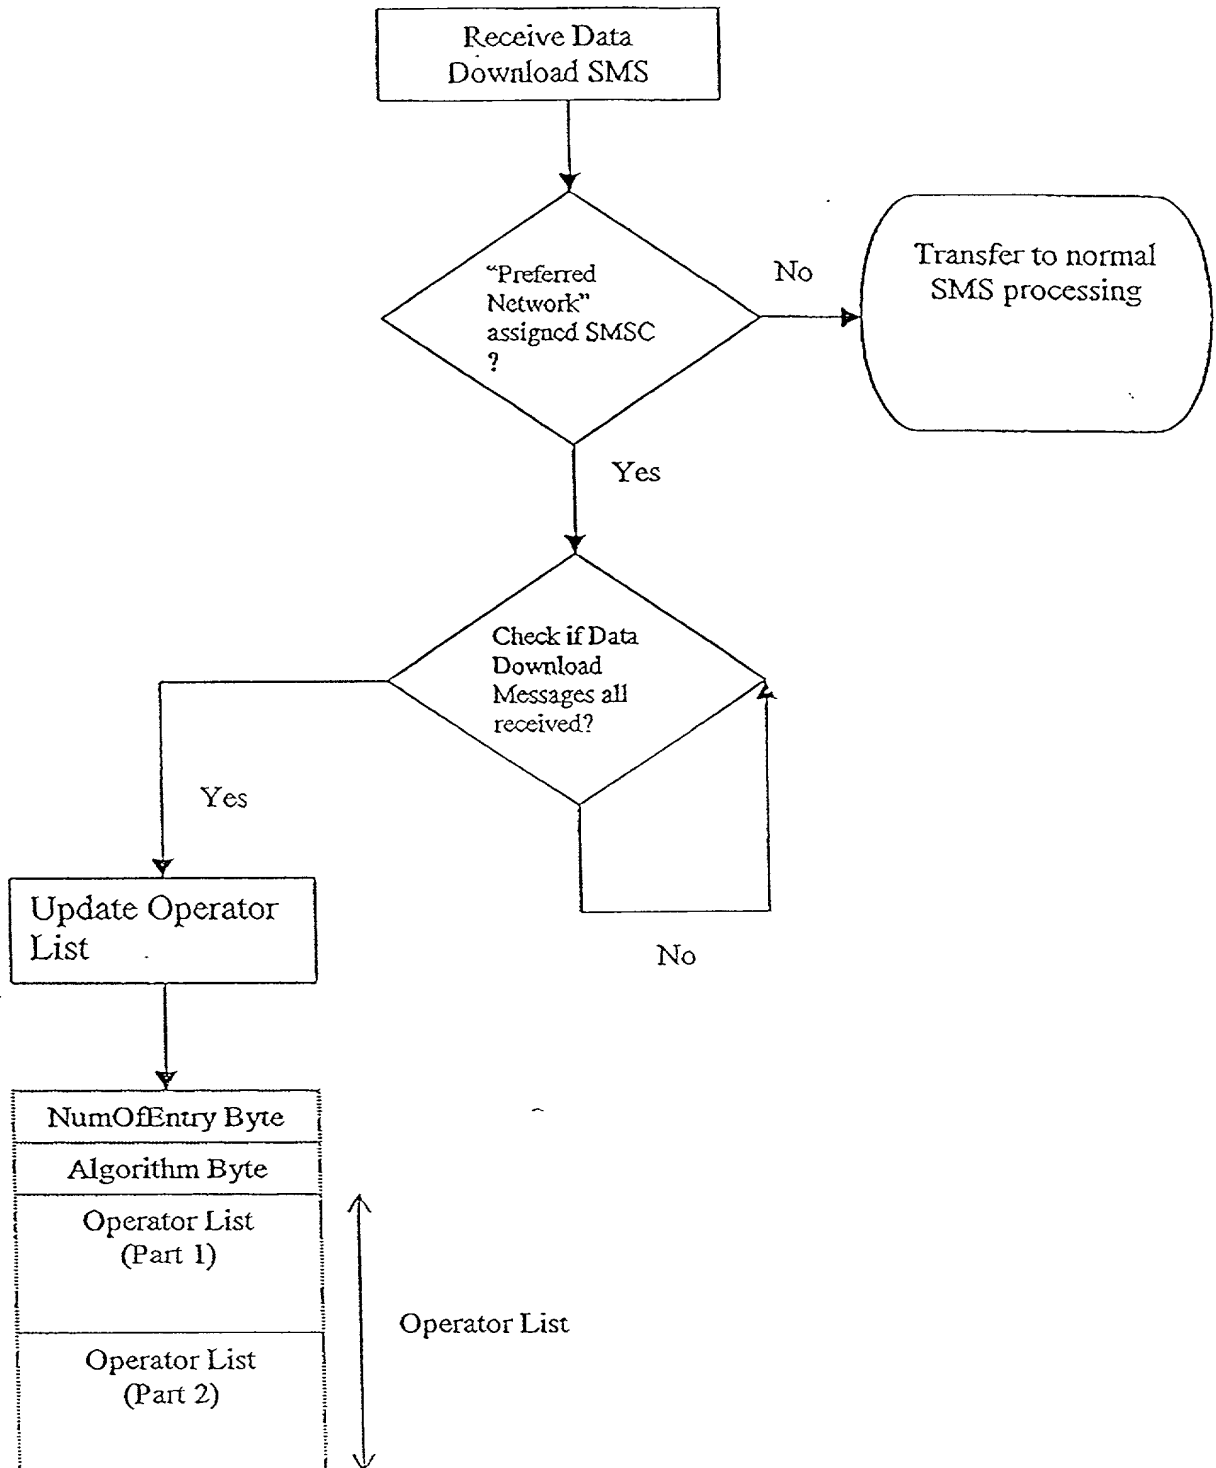 Receive Data
Download SMS
"Preferred
Network"
assigned SMSC
?
No
Transfer to normal
SMS processing
Yes
Check if Data
Download
Messages all
received?
Yes
No
Update Operator
List
NumOfEntry Byte
Algorithm Byte
Operator List
(Part 1)
Operator List
Operator List
(Part 2)